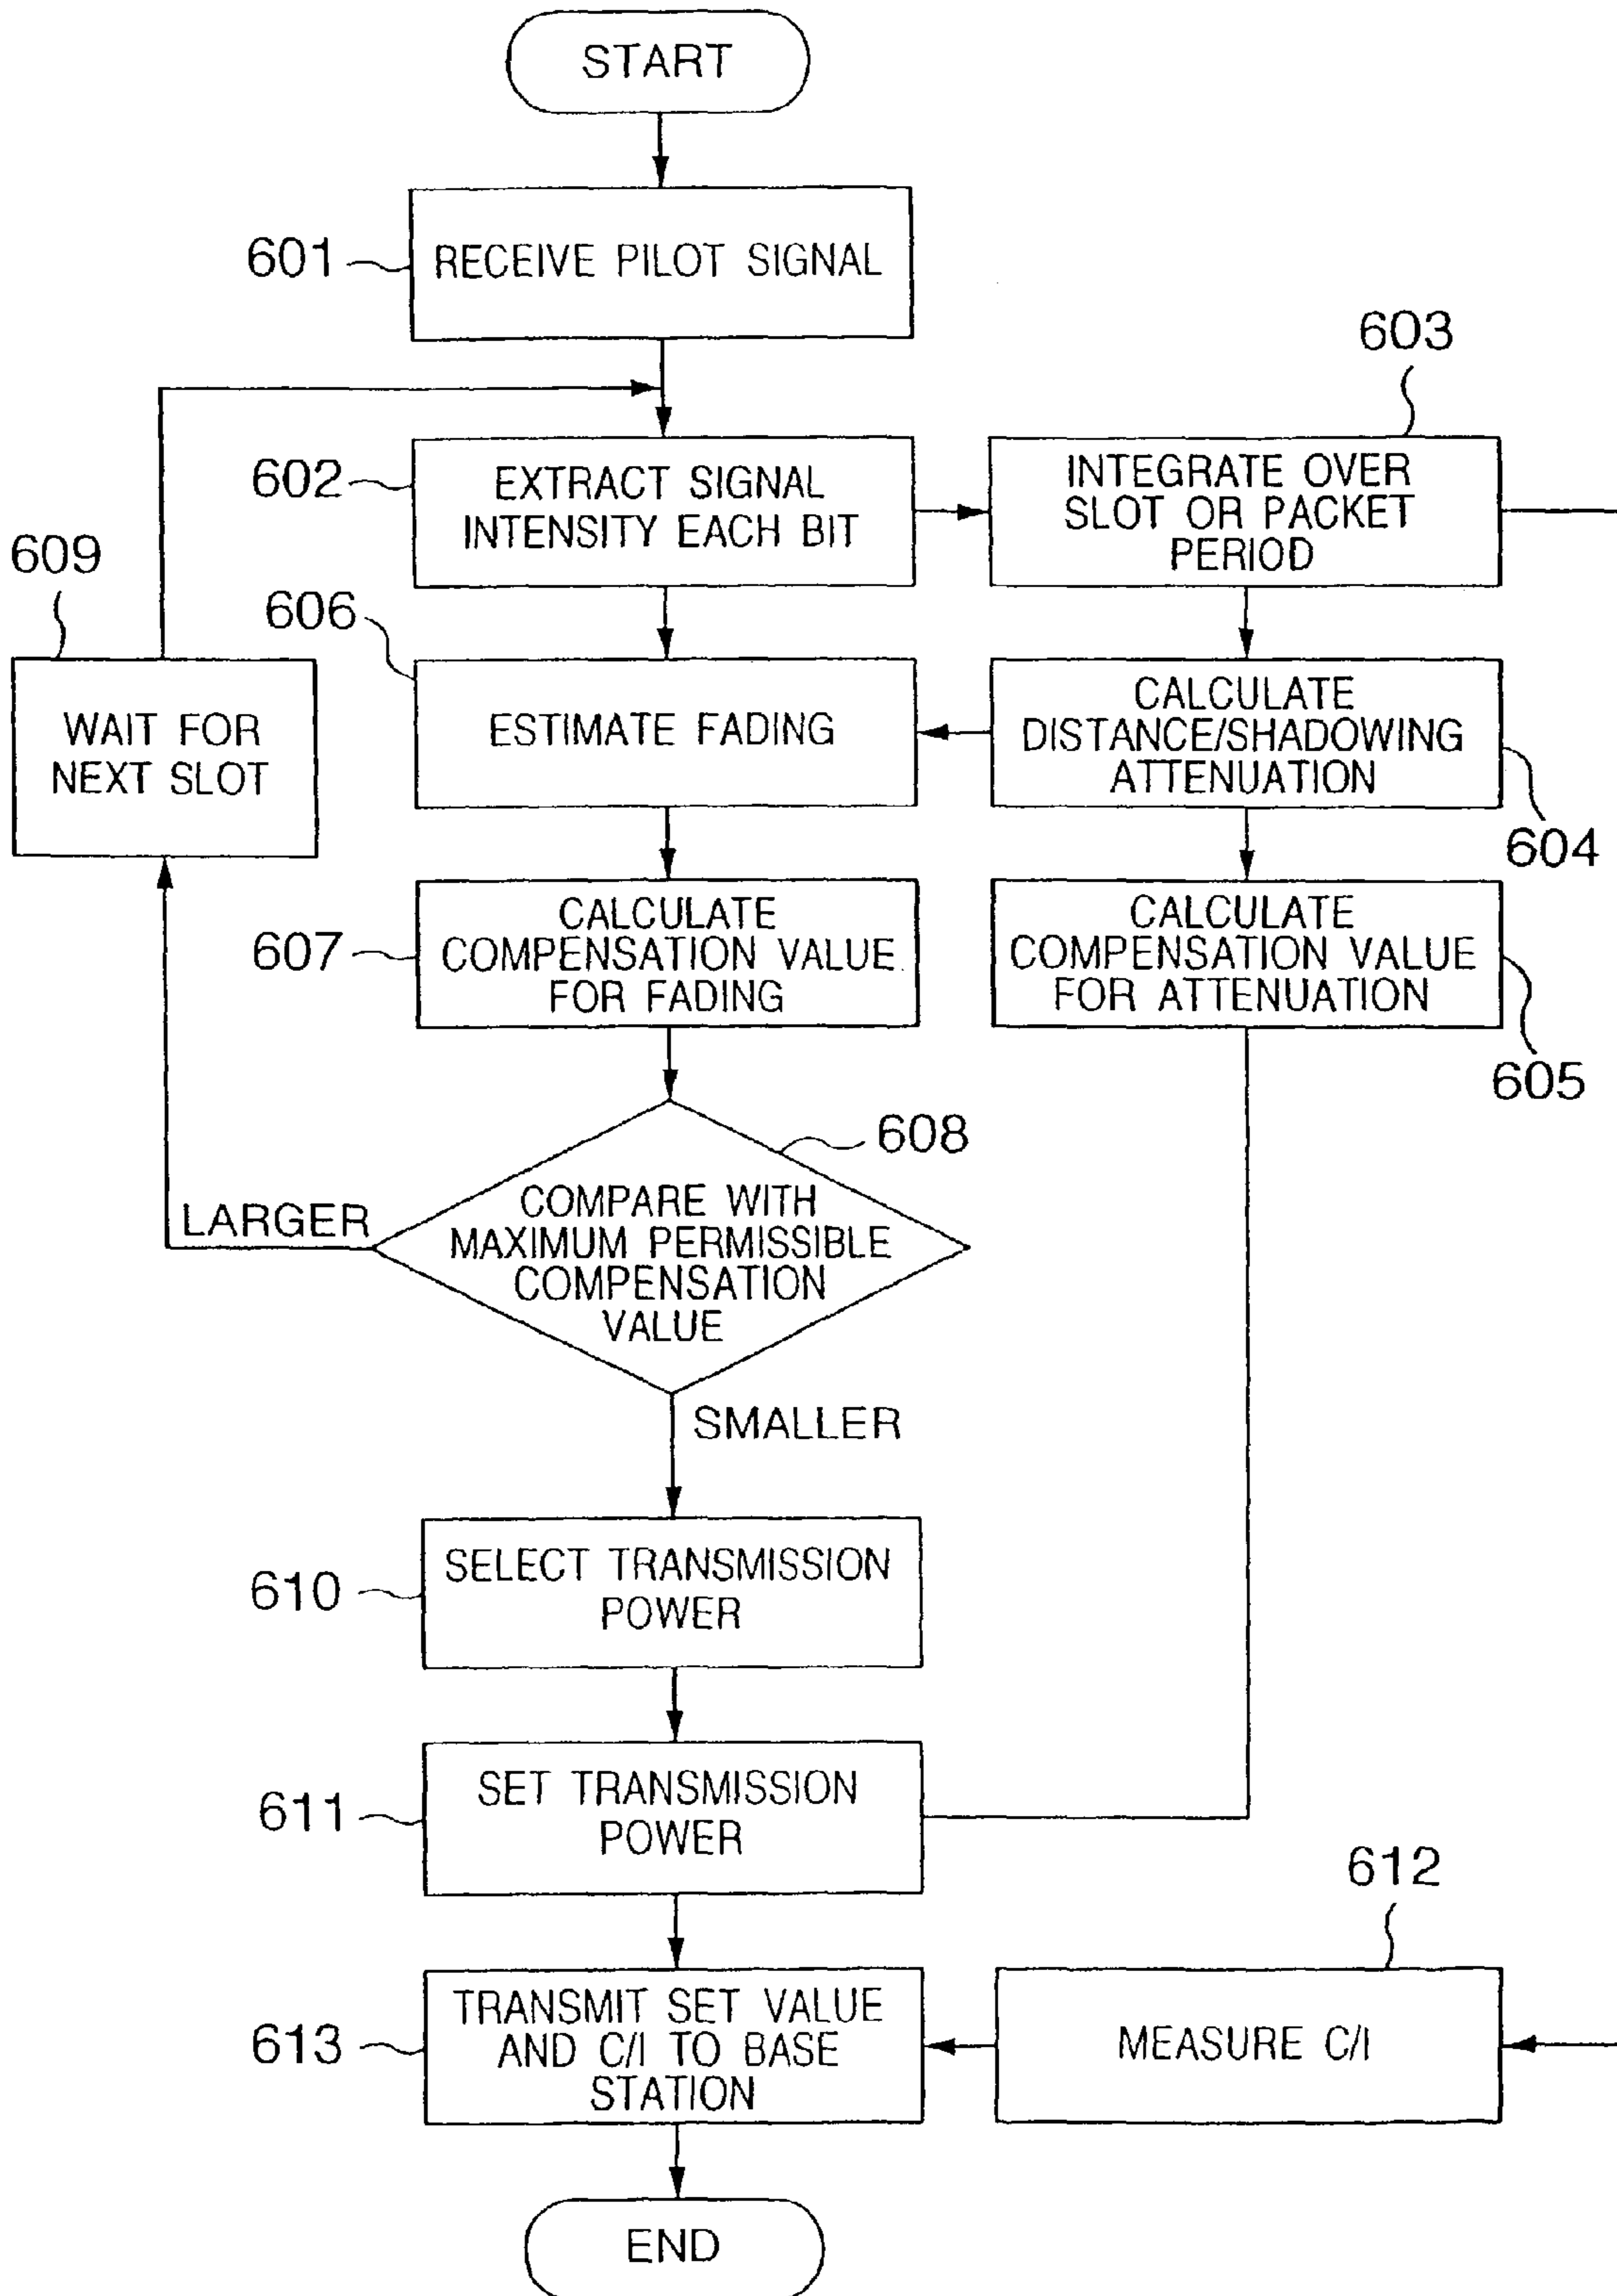 START
601
RECEIVE PILOT SIGNAL
603
602
EXTRACT SIGNAL
INTENSITY EACH BIT
INTEGRATE OVER
SLOT OR PACKET
PERIOD
609
WAIT FOR
NEXT SLOT
606
ESTIMATE FADING
CALCULATE
DISTANCE/SHADOWING
ATTENUATION
604
607
CALCULATE
COMPENSATION VALUE
FOR FADING
CALCULATE
COMPENSATION VALUE
FOR ATTENUATION
605
608
LARGER
COMPARE WITH
MAXIMUM PERMISSIBLE
COMPENSATION
VALUE
SMALLER
610
SELECT TRANSMISSION
POWER
611
SET TRANSMISSION
POWER
612
613
TRANSMIT SET VALUE
AND C/I TO BASE
STATION
MEASURE C/I
END